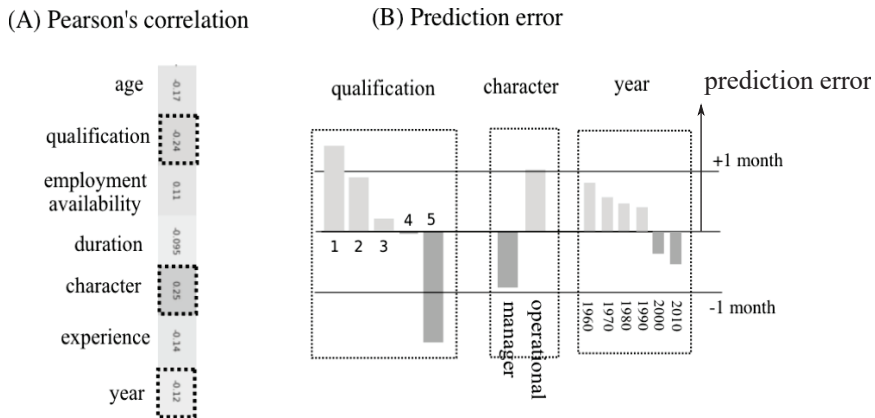 (A) Pearson's correlation
age
-0.17
qualification
-0.24
employment
availability
0.11
duration
-0.095
character
0.25
experience
-0.14
year
-0.12
(B) Prediction error
qualification
character
year
prediction error
+1 month
-1 month
1
2
3
4
5
manager
operational
1960
1970
1980
1990
2000
2010